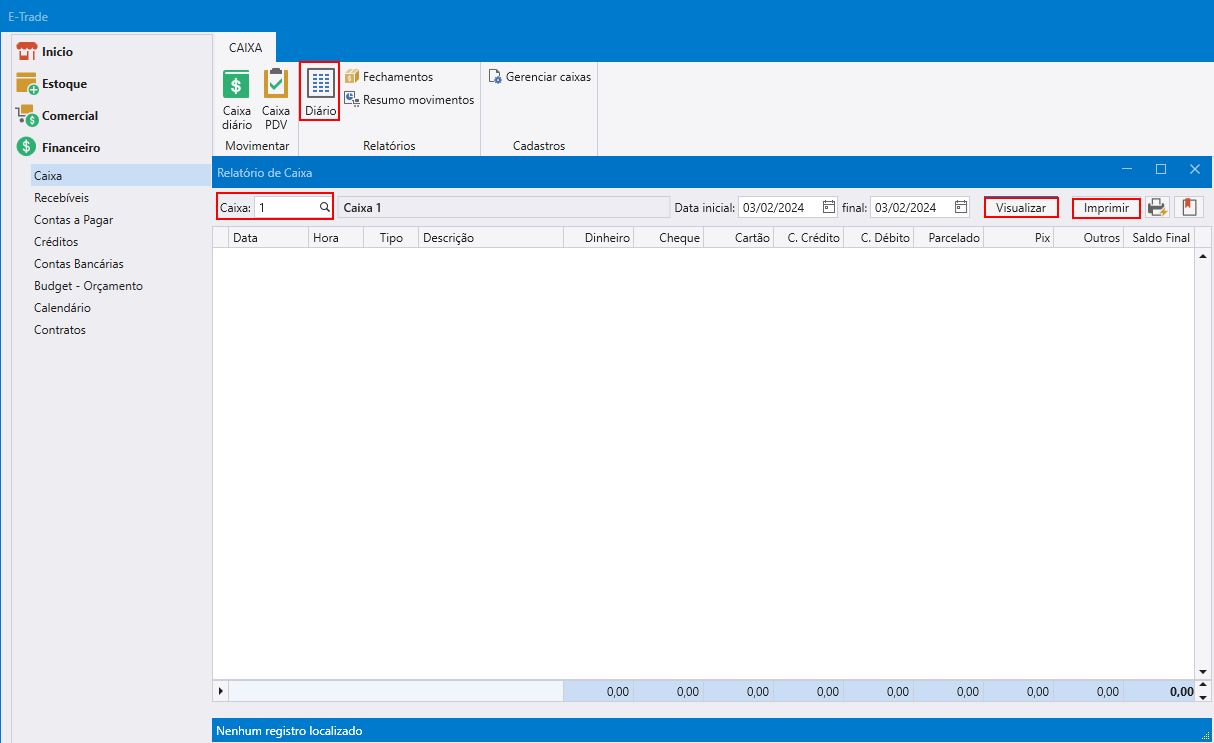 E-Trade
Inicio
Estoque
Comercial
Financeiro
Caixa
Recebíveis
Contas a Pagar
Créditos
Contas Bancárias
Budget - Orçamento
Calendário
Contratos
CAIXA
Caixa diário
Caixa PDV
Movimentar
Diário
Fechamentos
Resumo movimentos
Relatórios
Gerenciar caixas
Cadastros
Relatório de Caixa
Caixa: 1 Caixa 1 Data inicial: 03/02/2024 final: 03/02/2024 Visualizar Imprimir
Data Hora Tipo Descrição Dinheiro Cheque Cartão C. Crédito C. Débito Parcelado Pix Outros Saldo Final
0,00 0,00 0,00 0,00 0,00 0,00 0,00 0,00 0,00
Nenhum registro localizado